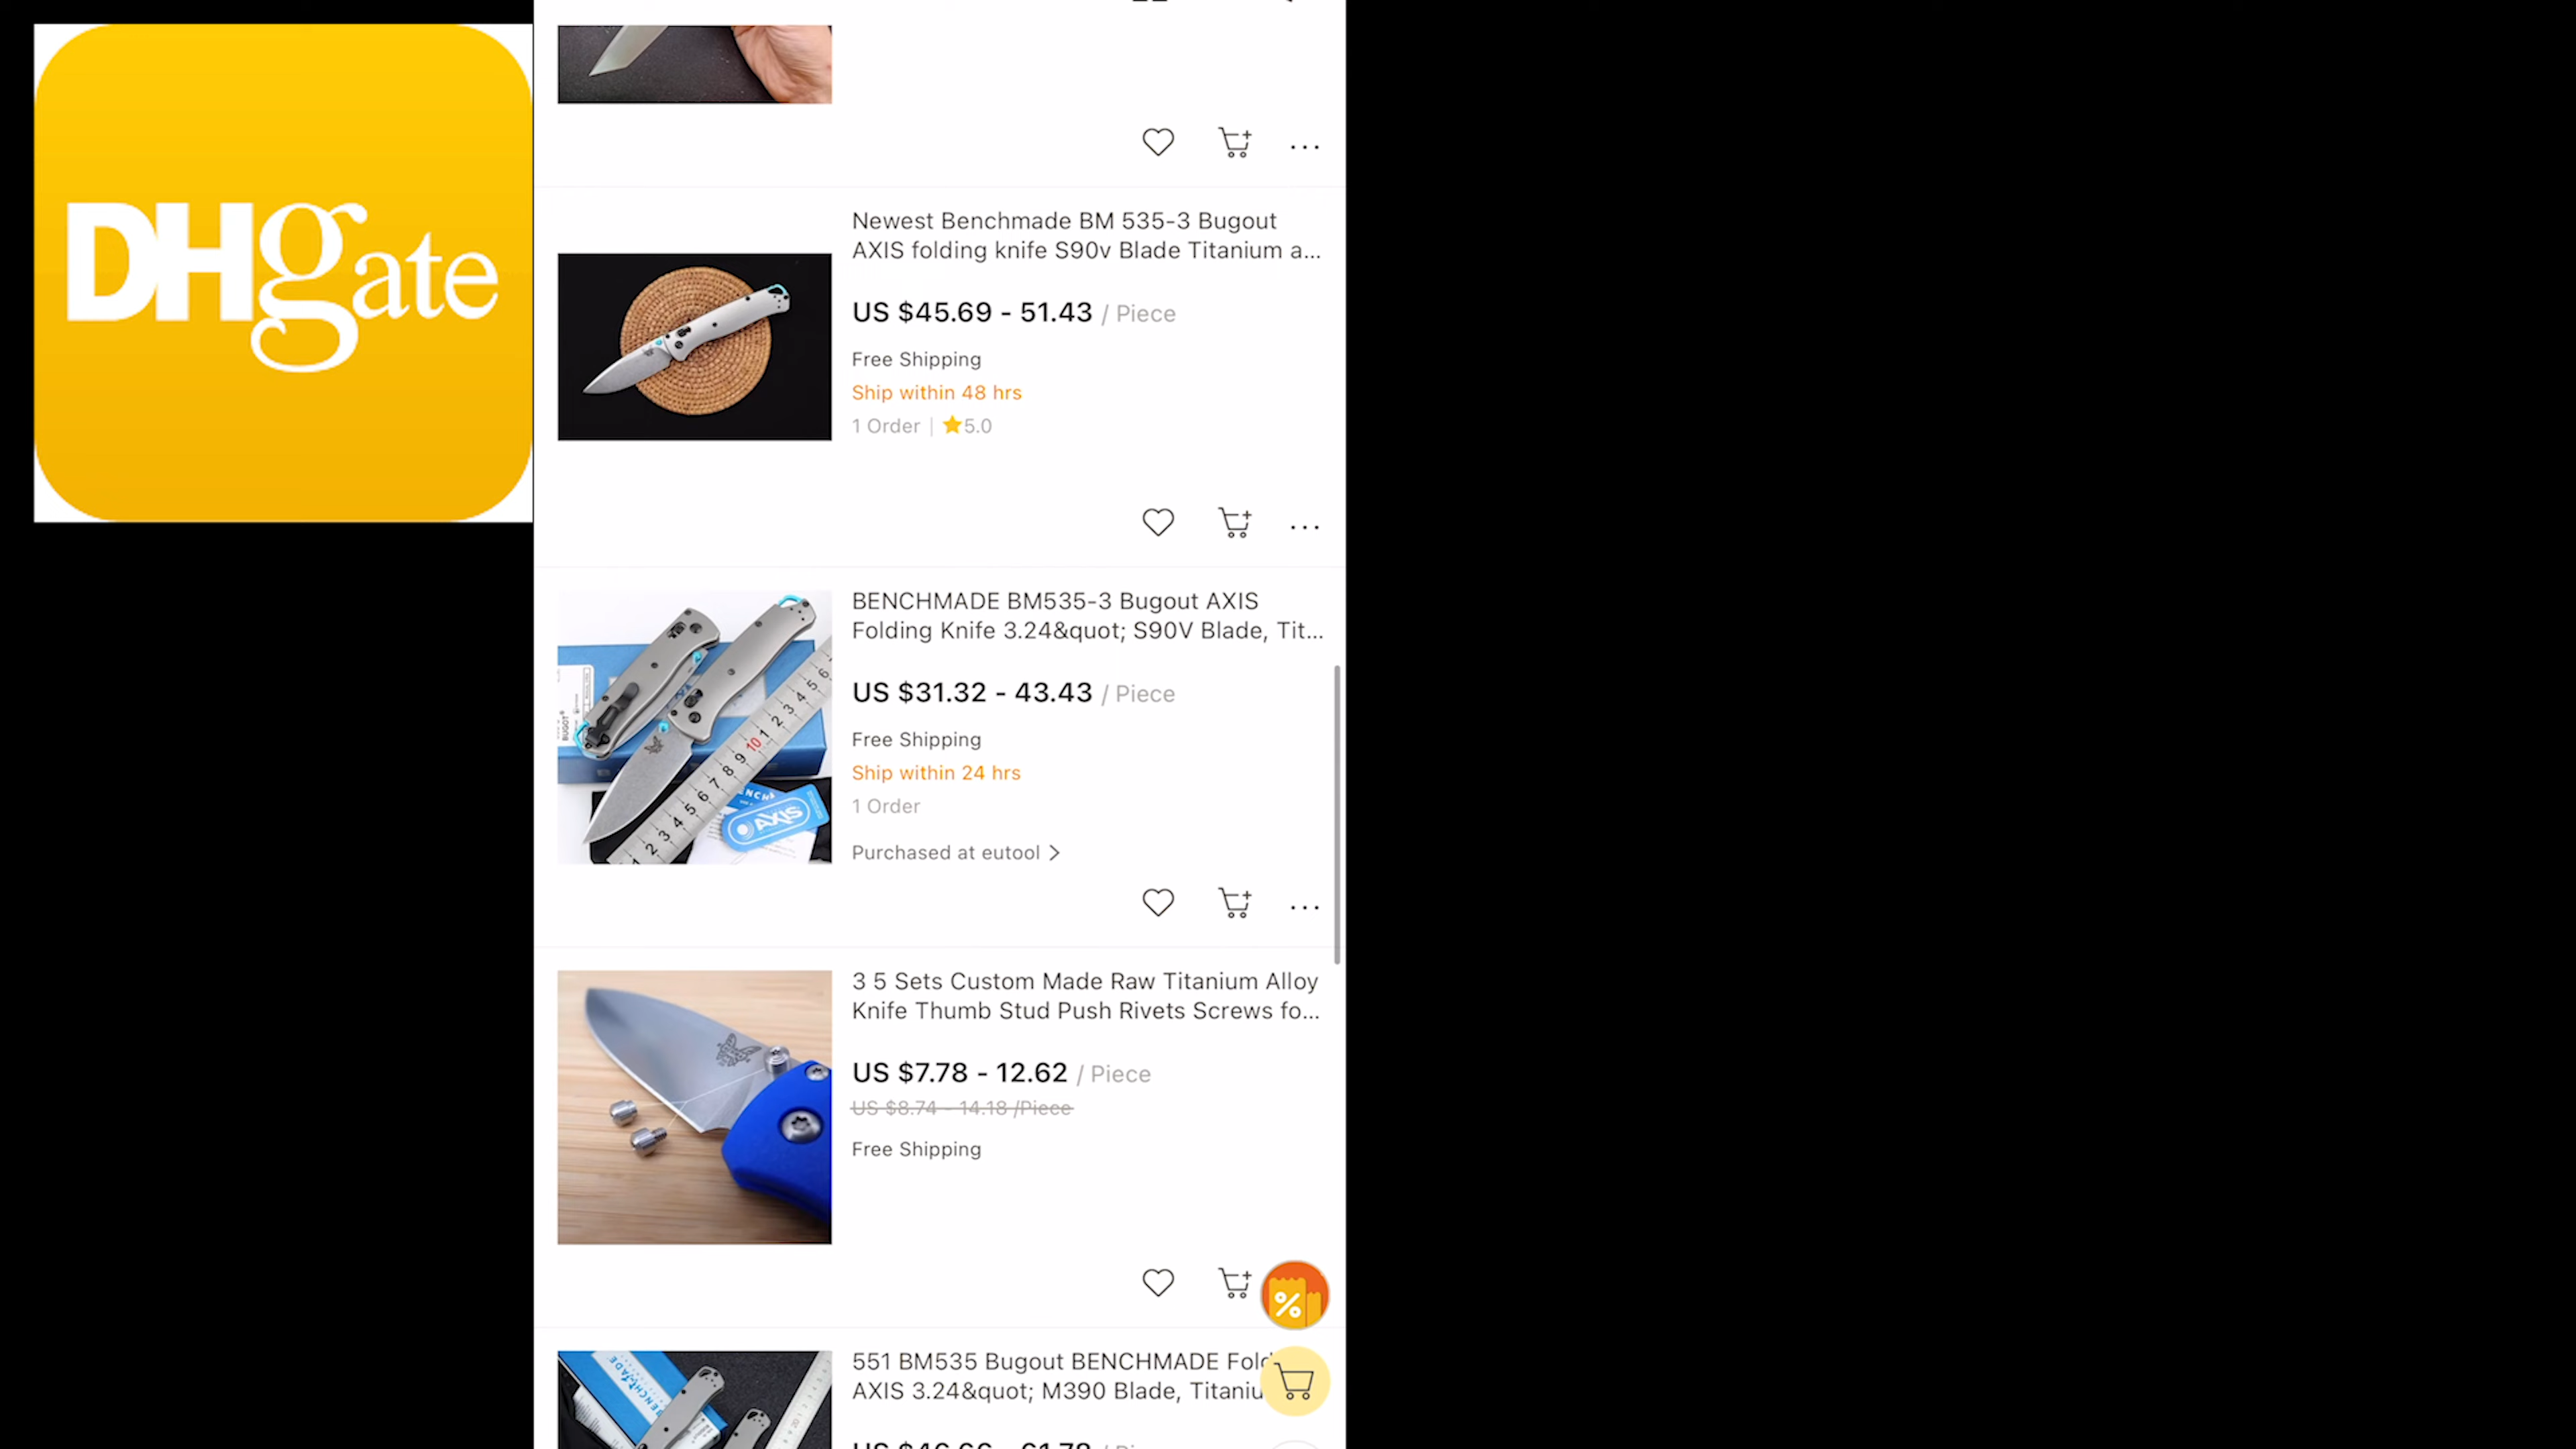 DHgate
Newest Benchmade BM 535-3 Bugout
AXIS folding knife S90v Blade Titanium a...
US $45.69 - 51.43 / Piece
Free Shipping
Ship within 48 hrs
1 Order | 5.0
BENCHMADE BM535-3 Bugout AXIS
Folding Knife 3.24&quot; S90V Blade, Tit...
US $31.32 - 43.43 / Piece
Free Shipping
Ship within 24 hrs
1 Order
Purchased at eutool >
AXIS
3 5 Sets Custom Made Raw Titanium Alloy
Knife Thumb Stud Push Rivets Screws fo...
US $7.78 - 12.62 / Piece
US $8.74 - 14.18 /Piece
Free Shipping
%
551 BM535 Bugout BENCHMADE Fold
AXIS 3.24&quot; M390 Blade, Titaniu